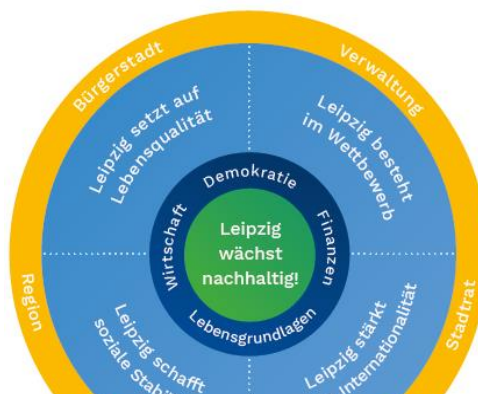 Bürgerstadt
Verwaltung
Leipzig setzt auf
Lebensqualität
Leipzig besteht
im Wettbewerb
Demokratie
Wirtschaft
Finanzen
Leipzig
wächst
nachhaltig!
Lebensgrundlagen
Region
Stadtrat
Leipzig schafft
soziale
Leipzig stärkt
Internationalität